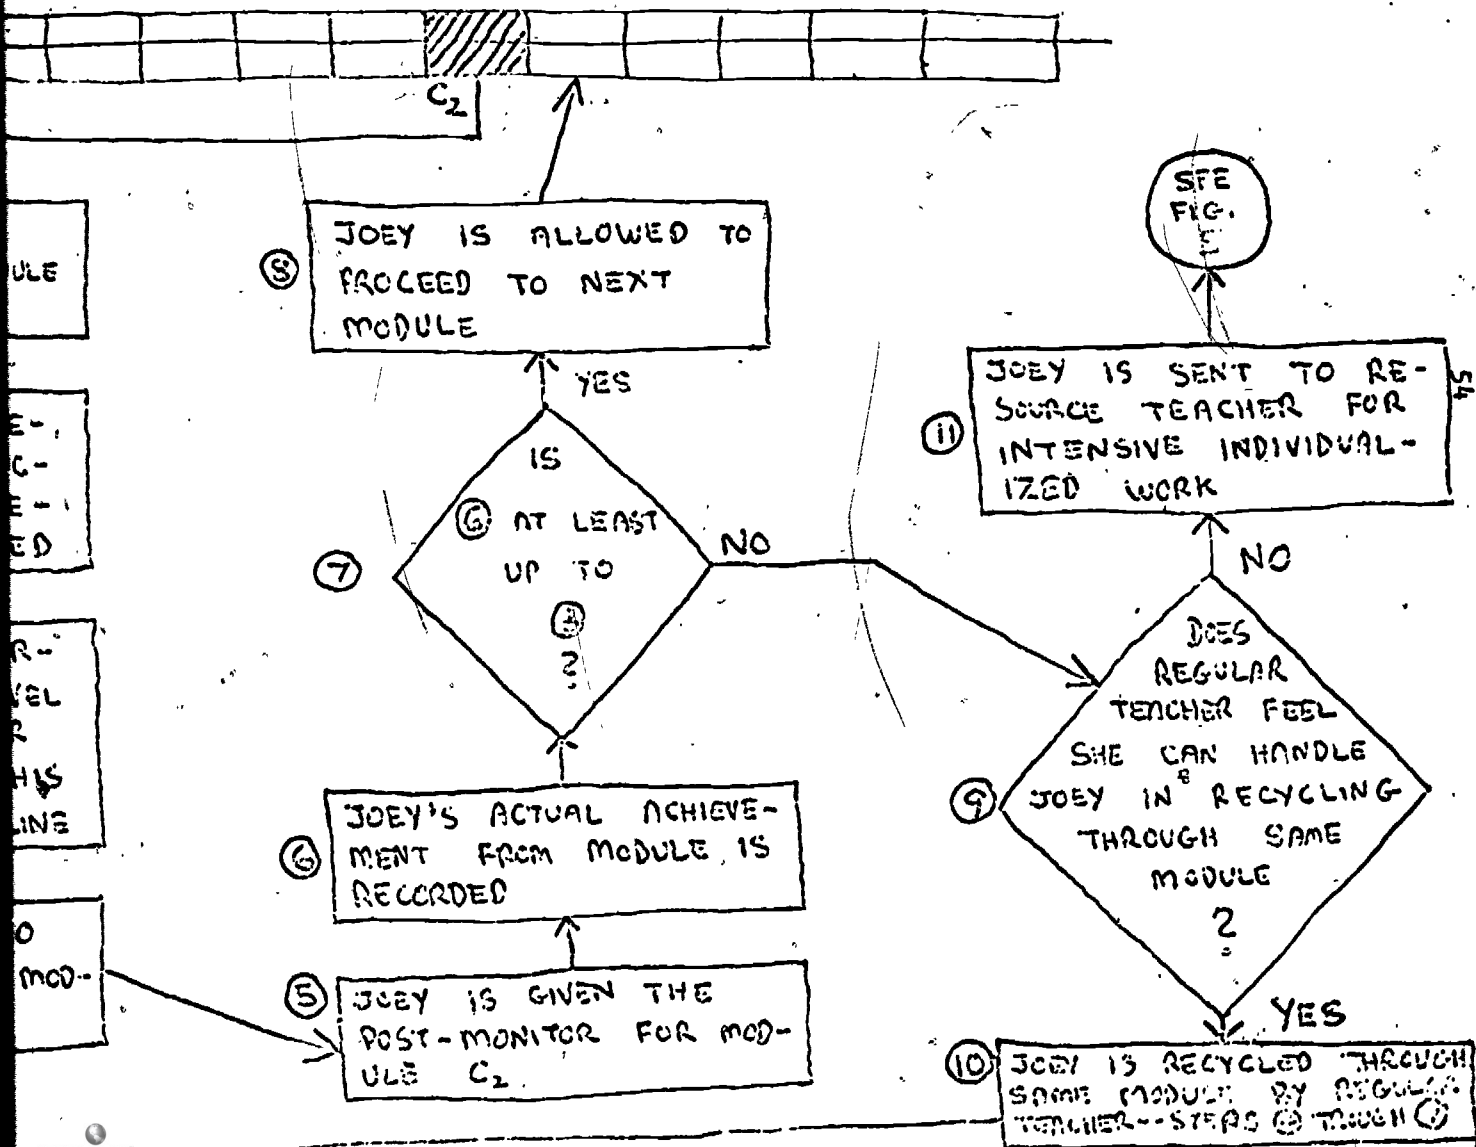 C2
SEE
FIG.
ULE
8
JOEY IS ALLOWED TO
PROCEED TO NEXT
MODULE
YES
11
JOEY IS SENT TO RE-
SOURCE TEACHER FOR
INTENSIVE INDIVIDUAL-
IZED WORK
54
E-
C-
E-
ED
7
IS
6 AT LEAST
UP TO
?
NO
NO
R-
VEL
R
HIS
LINE
9
DOES
REGULAR
TEACHER FEEL
SHE CAN HANDLE
JOEY IN RECYCLING
THROUGH SAME
MODULE
?
YES
6
JOEY'S ACTUAL ACHIEVE-
MENT FROM MODULE IS
RECORDED
O
MOD-
5
JOEY IS GIVEN THE
POST-MONITOR FOR MOD-
ULE C2
10
JOEY IS RECYCLED THROUGH
SAME MODULE BY REGULAR
TEACHER--STEPS TROUGH